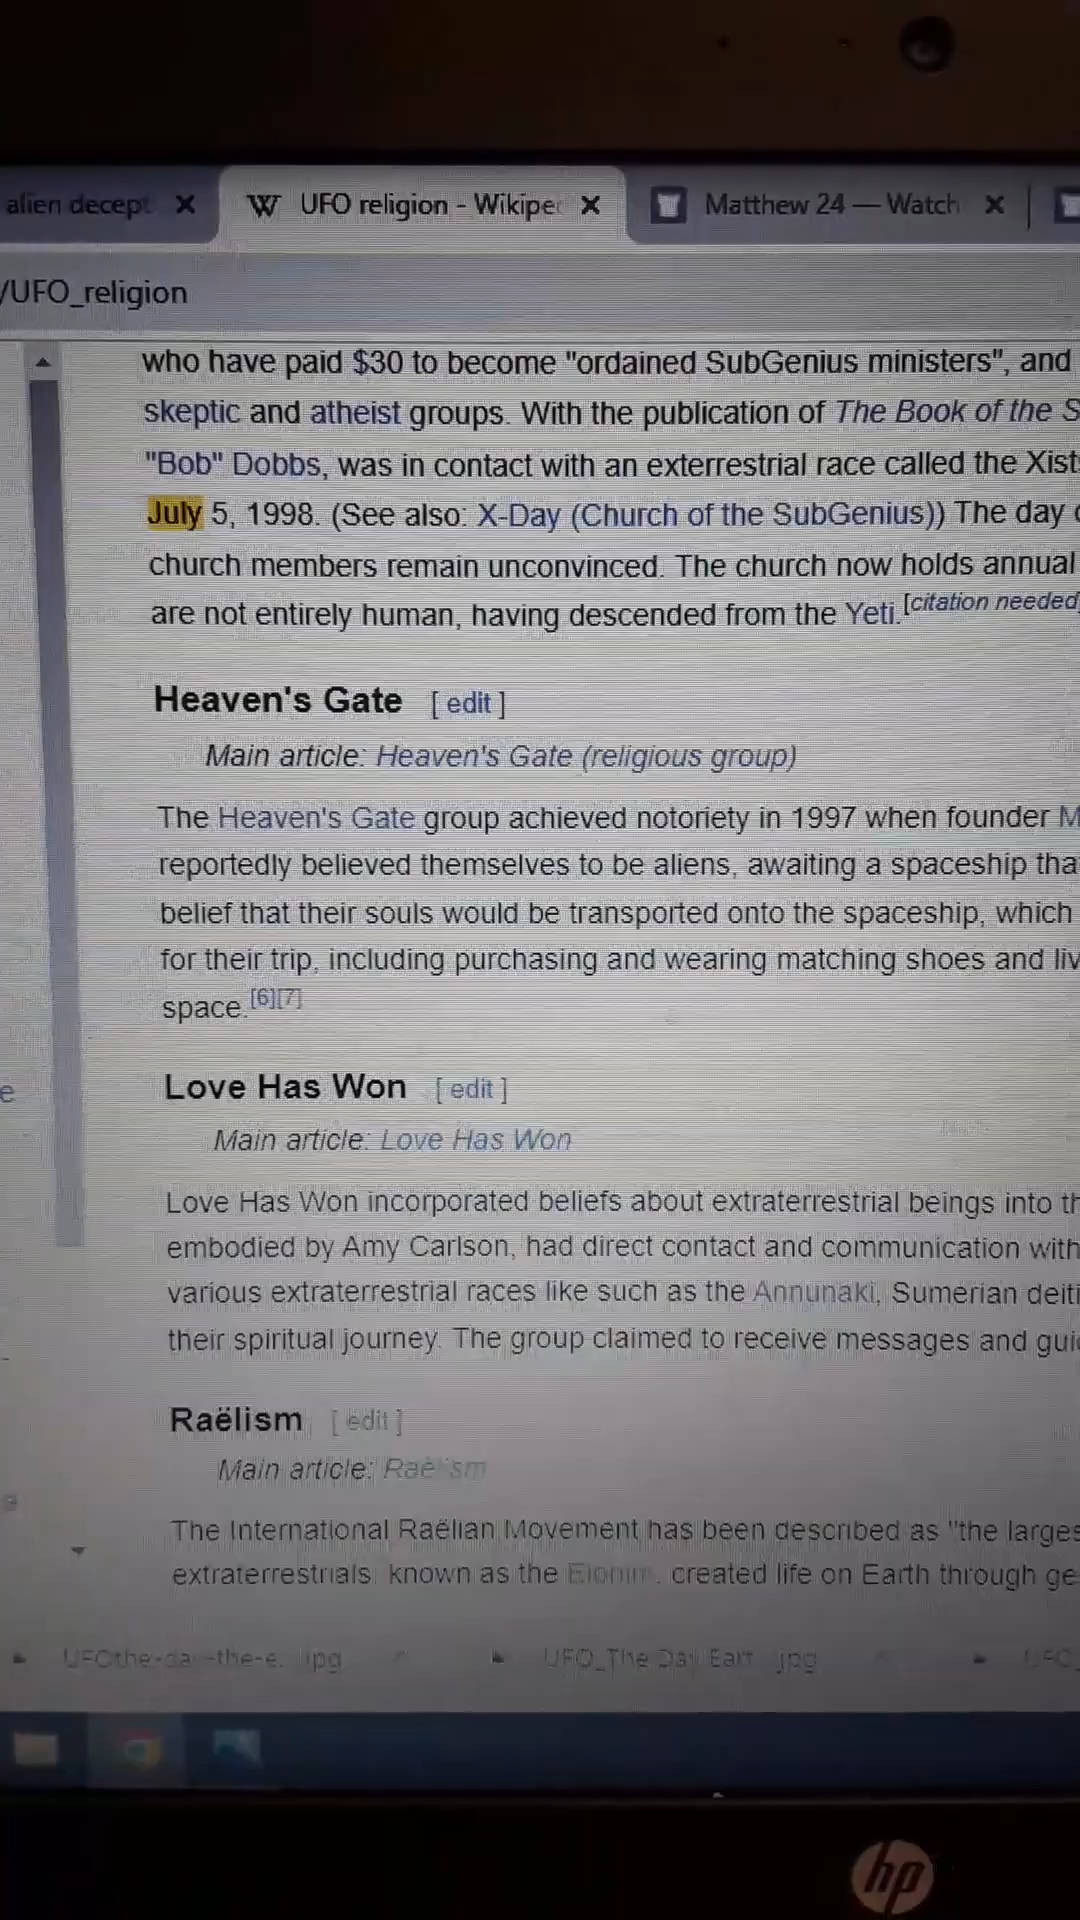 alien decept
UFO religion - Wikipe
Matthew 24 — Watch
/UFO_religion
who have paid $30 to become "ordained SubGenius ministers", and
skeptic and atheist groups. With the publication of The Book of the S
"Bob" Dobbs, was in contact with an exterrestrial race called the Xist
July 5, 1998. (See also: X-Day (Church of the SubGenius)) The day
church members remain unconvinced. The church now holds annual
are not entirely human, having descended from the Yeti.[citation needed]
Heaven's Gate [ edit ]
Main article: Heaven's Gate (religious group)
The Heaven's Gate group achieved notoriety in 1997 when founder M
reportedly believed themselves to be aliens, awaiting a spaceship tha
belief that their souls would be transported onto the spaceship, which
for their trip, including purchasing and wearing matching shoes and liv
space.[6][7]
Love Has Won [ edit ]
Main article: Love Has Won
Love Has Won incorporated beliefs about extraterrestrial beings into th
embodied by Amy Carlson, had direct contact and communication with
various extraterrestrial races like such as the Annunaki, Sumerian deiti
their spiritual journey. The group claimed to receive messages and gui
Raëlism [ edit ]
Main article: Raëlism
The International Raëlian Movement has been described as "the larges
extraterrestrials, known as the Elohim, created life on Earth through ge
UFOthe-day-the-e...jpg
UFO_The Day Eart...jpg
hp